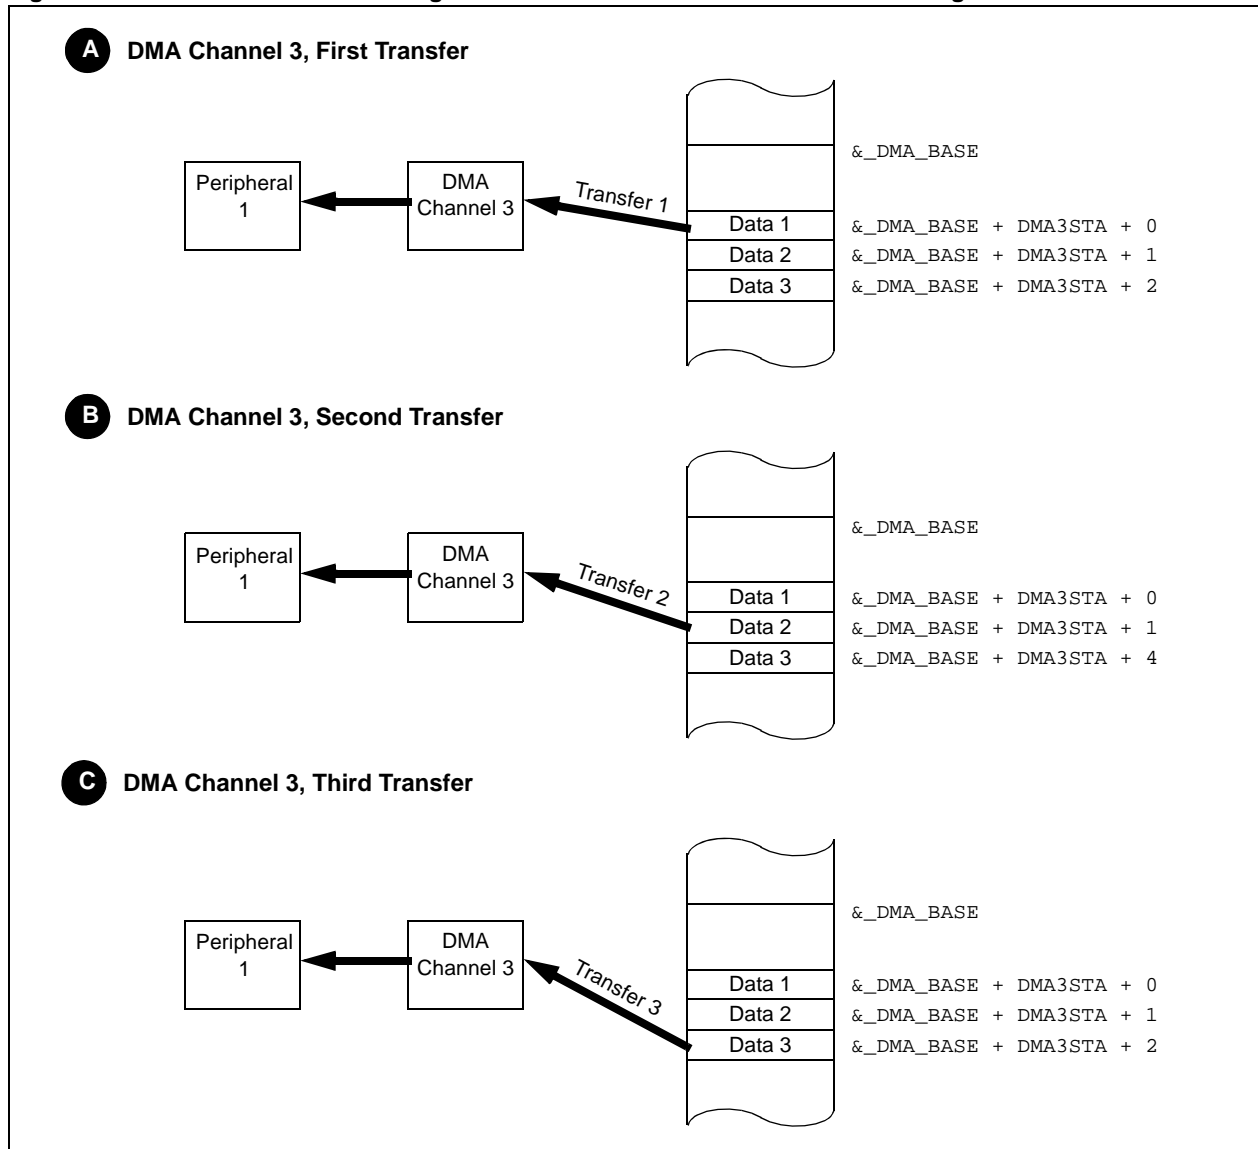 A DMA Channel 3, First Transfer
&_DMA_BASE
Peripheral
1
DMA
Channel 3
Transfer 1
Data 1 &_DMA_BASE + DMA3STA + 0
Data 2 &_DMA_BASE + DMA3STA + 1
Data 3 &_DMA_BASE + DMA3STA + 2
B DMA Channel 3, Second Transfer
&_DMA_BASE
Peripheral
1
DMA
Channel 3
Transfer 2
Data 1 &_DMA_BASE + DMA3STA + 0
Data 2 &_DMA_BASE + DMA3STA + 1
Data 3 &_DMA_BASE + DMA3STA + 4
C DMA Channel 3, Third Transfer
&_DMA_BASE
Peripheral
1
DMA
Channel 3
Transfer 3
Data 1 &_DMA_BASE + DMA3STA + 0
Data 2 &_DMA_BASE + DMA3STA + 1
Data 3 &_DMA_BASE + DMA3STA + 2